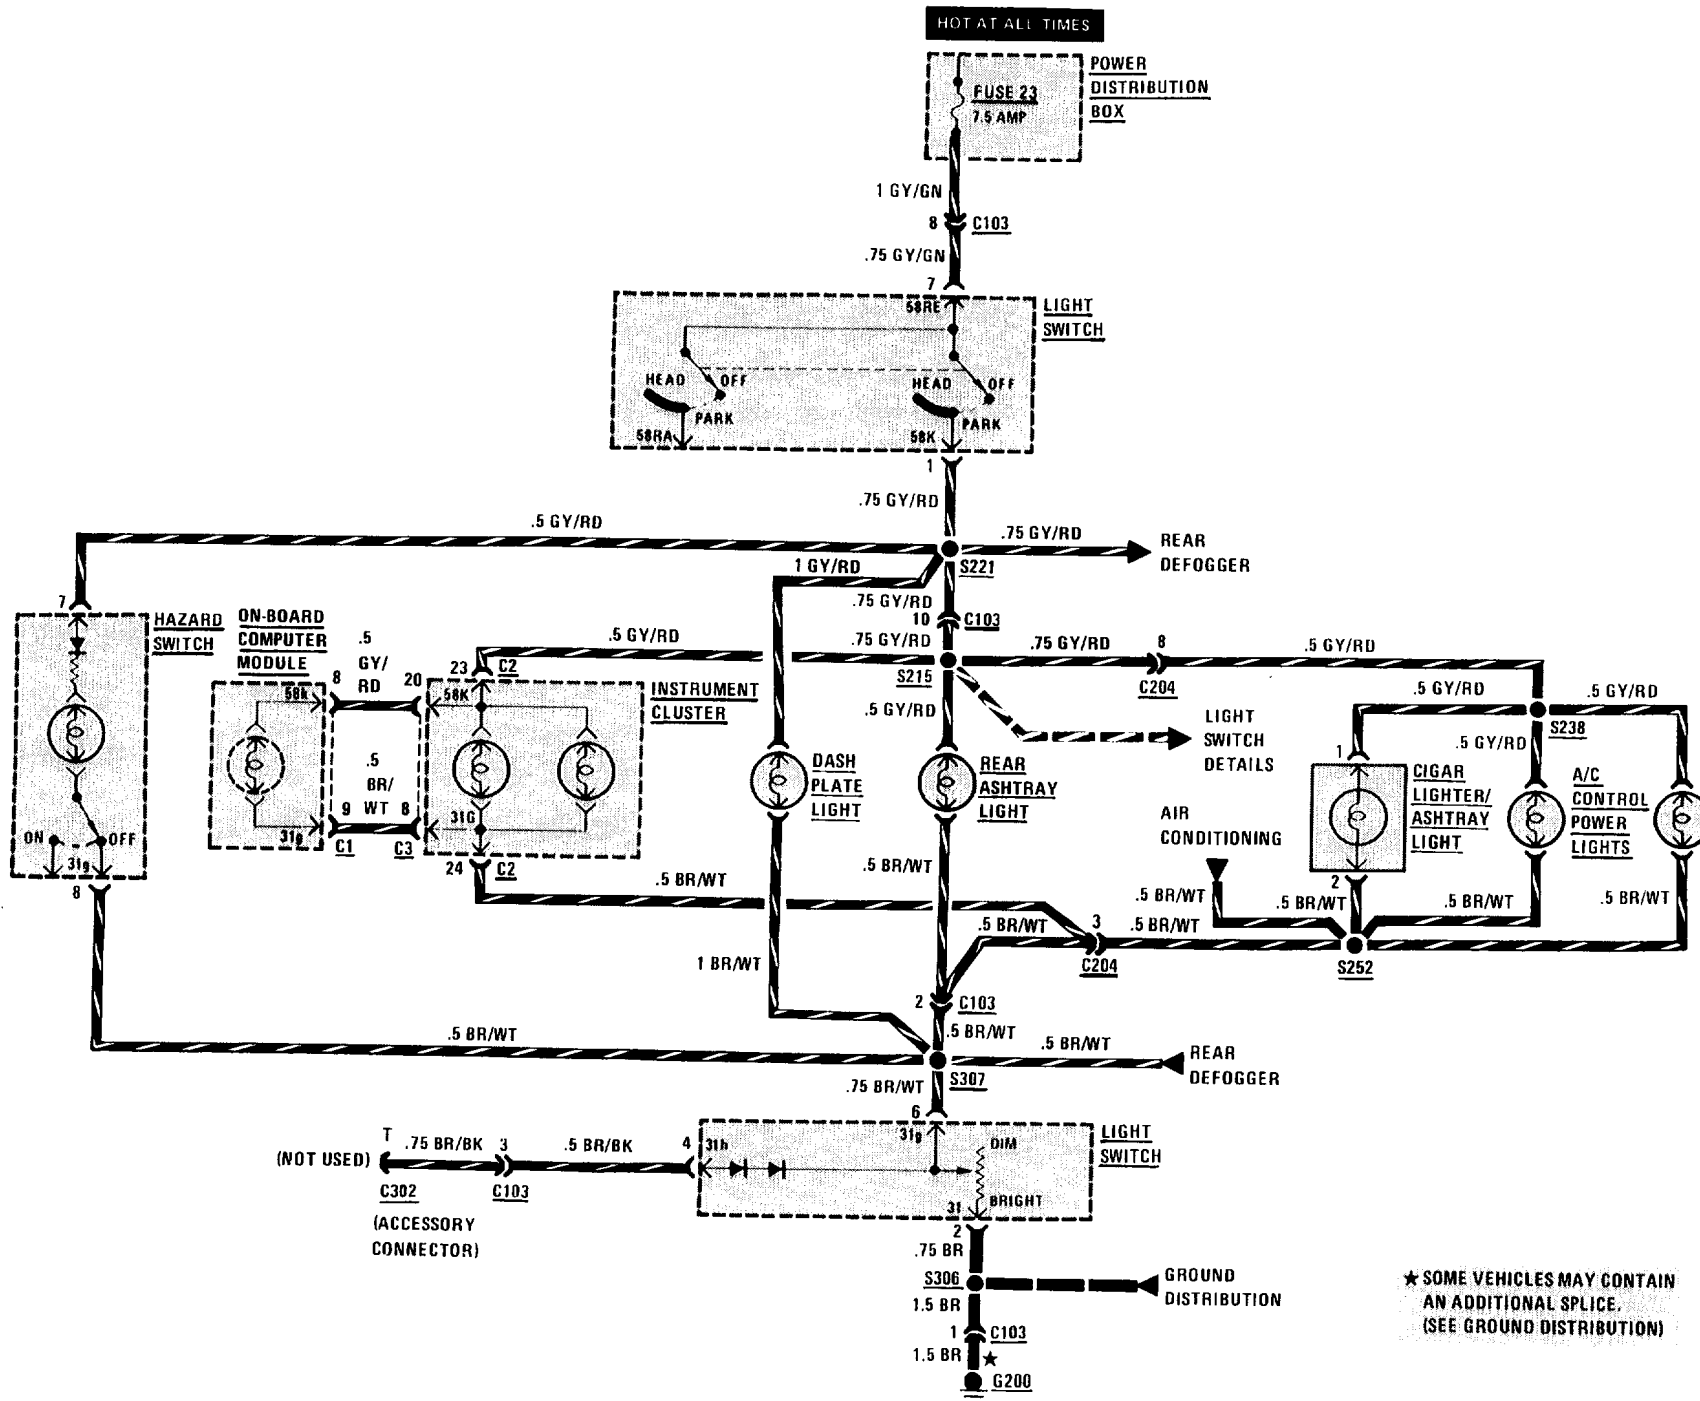 HOT AT ALL TIMES
POWER
DISTRIBUTION
BOX
FUSE 23
7.5 AMP
1 GY/GN
8 C103
.75 GY/GN
7
58RE
LIGHT
SWITCH
HEAD
OFF
PARK
58RA
HEAD
OFF
PARK
58K
1
.75 GY/RD
.5 GY/RD
.75 GY/RD
REAR
DEFOGGER
S221
1 GY/RD
.75 GY/RD
10 C103
7
HAZARD
SWITCH
ON-BOARD
COMPUTER
MODULE
.5
GY/
RD
.5 GY/RD
.75 GY/RD
.75 GY/RD
8
.5 GY/RD
C204
S215
23 C2
8
20
58k
58K
INSTRUMENT
CLUSTER
.5 GY/RD
LIGHT
SWITCH
DETAILS
.5 GY/RD
.5 GY/RD
S238
.5 GY/RD
1
.5
BR/
WT
DASH
PLATE
LIGHT
REAR
ASHTRAY
LIGHT
CIGAR
LIGHTER/
ASHTRAY
LIGHT
A/C
CONTROL
POWER
LIGHTS
AIR
CONDITIONING
9
8
31g
31G
C1
C3
ON
OFF
31g
8
24 C2
2
.5 BR/WT
.5 BR/WT
.5 BR/WT
.5 BR/WT
.5 BR/WT
.5 BR/WT
.5 BR/WT
3
.5 BR/WT
C204
S252
1 BR/WT
2 C103
.5 BR/WT
.5 BR/WT
.5 BR/WT
REAR
DEFOGGER
S307
.75 BR/WT
6
31g
DIM
LIGHT
SWITCH
T
.75 BR/BK
3
.5 BR/BK
4
31h
(NOT USED)
C302
C103
(ACCESSORY
CONNECTOR)
BRIGHT
31
2
.75 BR
S306
GROUND
DISTRIBUTION
1.5 BR
1 C103
1.5 BR ★
G200
★ SOME VEHICLES MAY CONTAIN
AN ADDITIONAL SPLICE.
(SEE GROUND DISTRIBUTION)